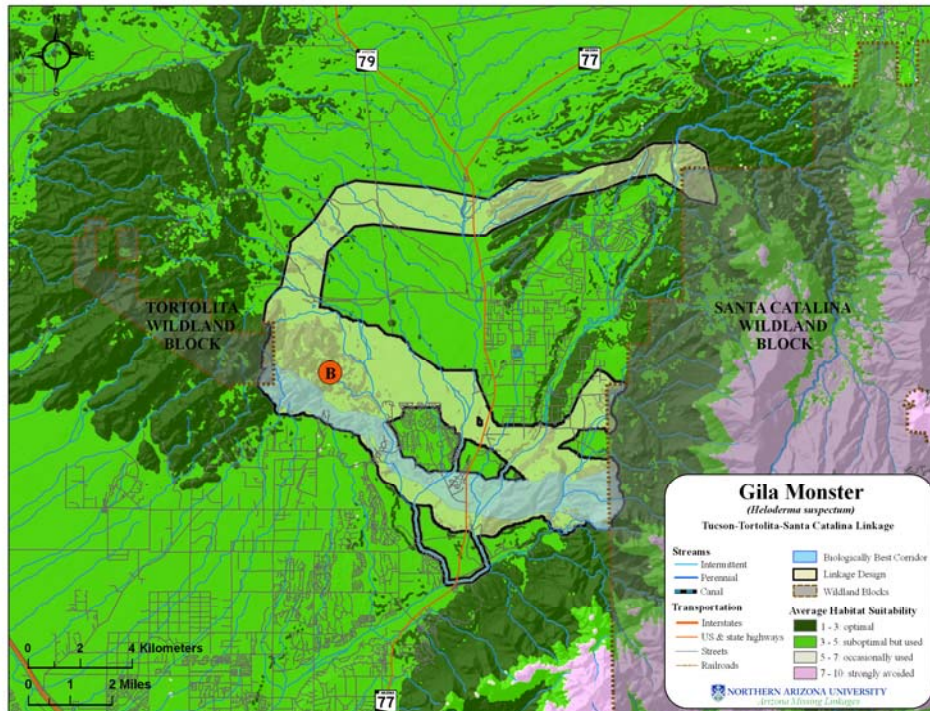 N
W
E
S
79
77
TORTOLITA
WILDLAND
BLOCK
SANTA CATALINA
WILDLAND
BLOCK
B
Gila Monster
(Heloderma suspectum)
Tucson-Tortolita-Santa Catalina Linkage
Streams
Intermittent
Perennial
Canal
Transportation
Interstates
US & state highways
Streets
Railroads
Biologically Best Corridor
Linkage Design
Wildland Blocks
Average Habitat Suitability
1 - 3: optimal
3 - 5: suboptimal but used
5 - 7: occasionally used
7 - 10: strongly avoided
NORTHERN ARIZONA UNIVERSITY
Arizona Missing Linkages
0 2 4 Kilometers
0 1 2 Miles
77